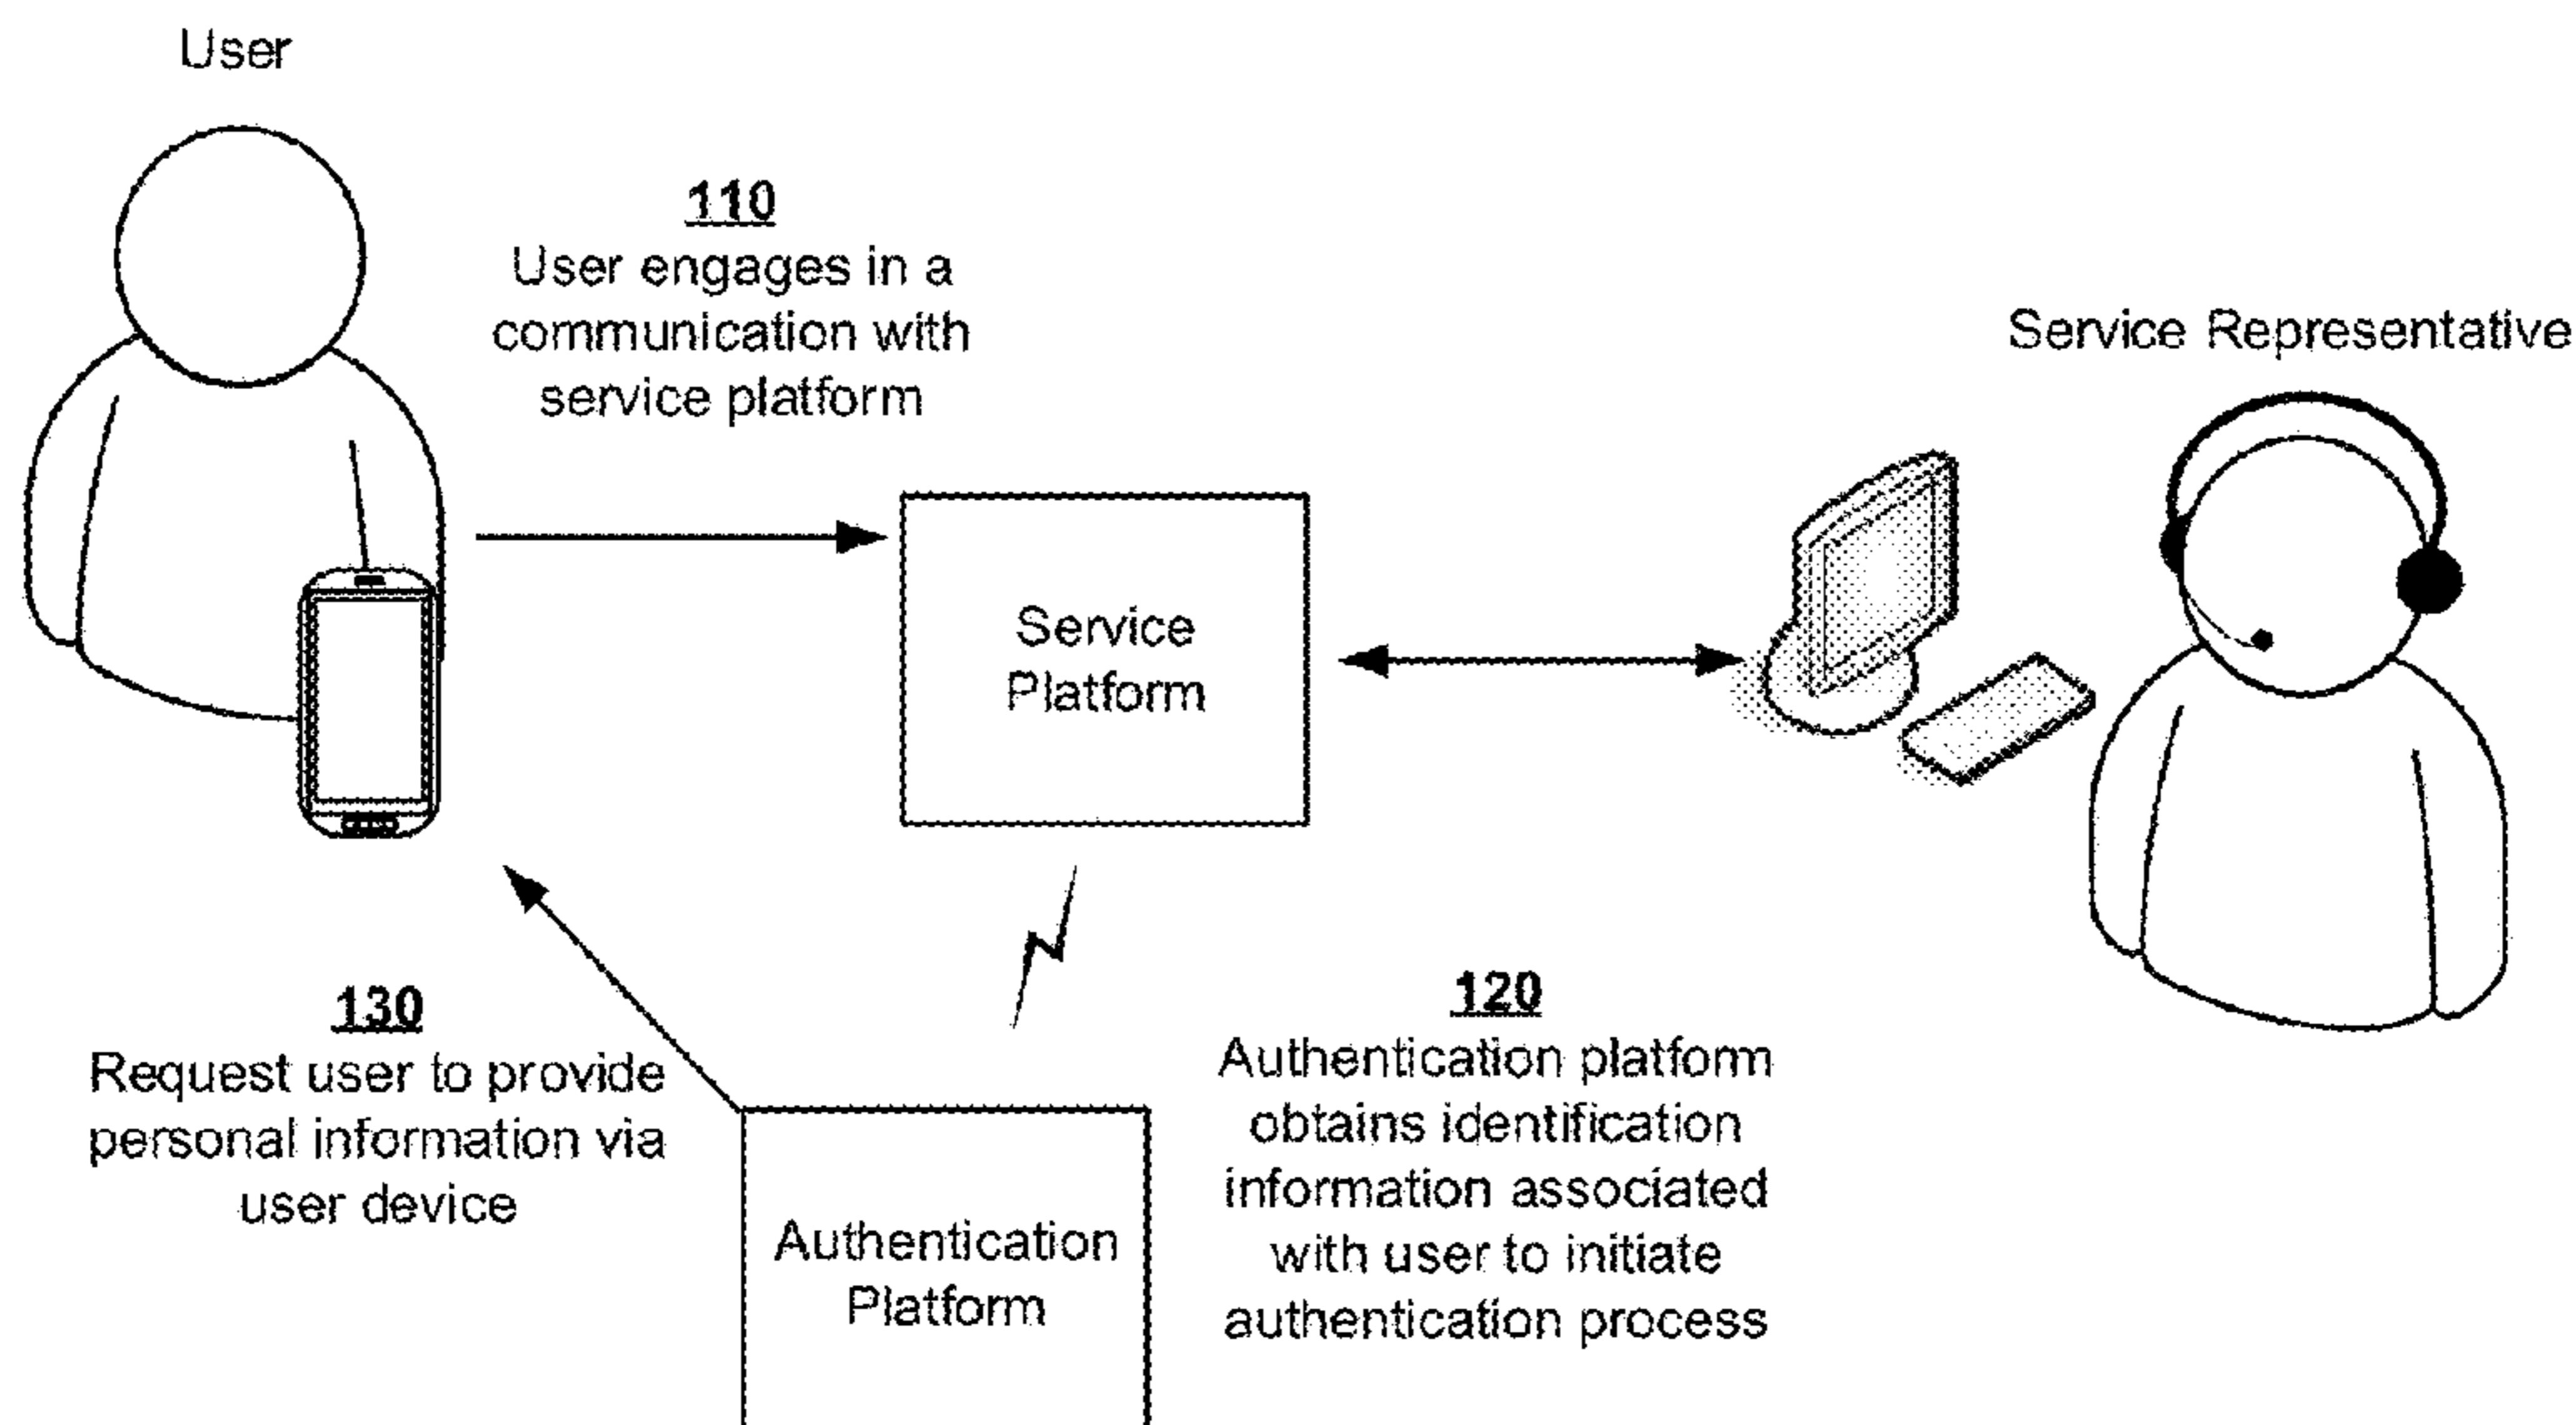 User
110
User engages in a
communication with
service platform
Service Representative
Service
Platform
130
Request user to provide
personal information via
user device
120
Authentication platform
obtains identification
information associated
with user to initiate
authentication process
Authentication
Platform